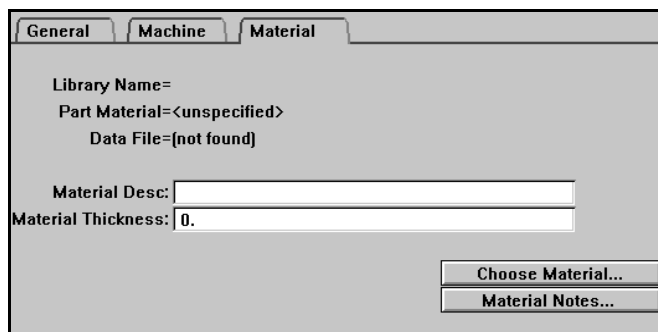 General Machine Material
Library Name=
Part Material=<unspecified>
Data File=(not found)
Material Desc:
Material Thickness: 0.
Choose Material...
Material Notes...